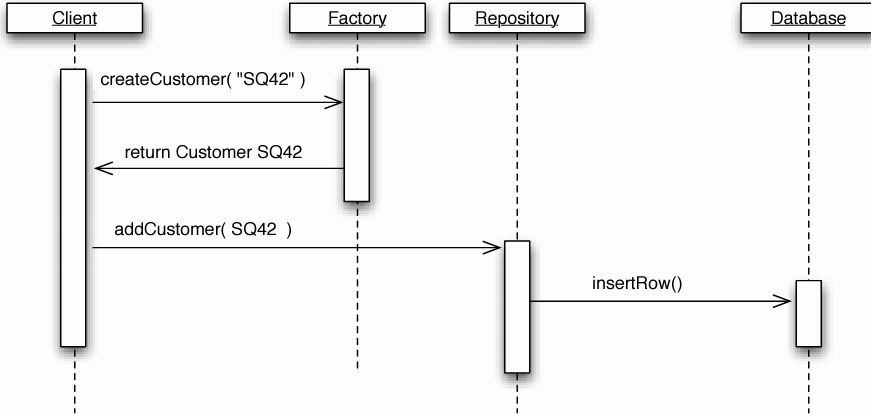 Client
Factory
Repository
Database
createCustomer( "SQ42" )
return Customer SQ42
addCustomer( SQ42  )
insertRow()